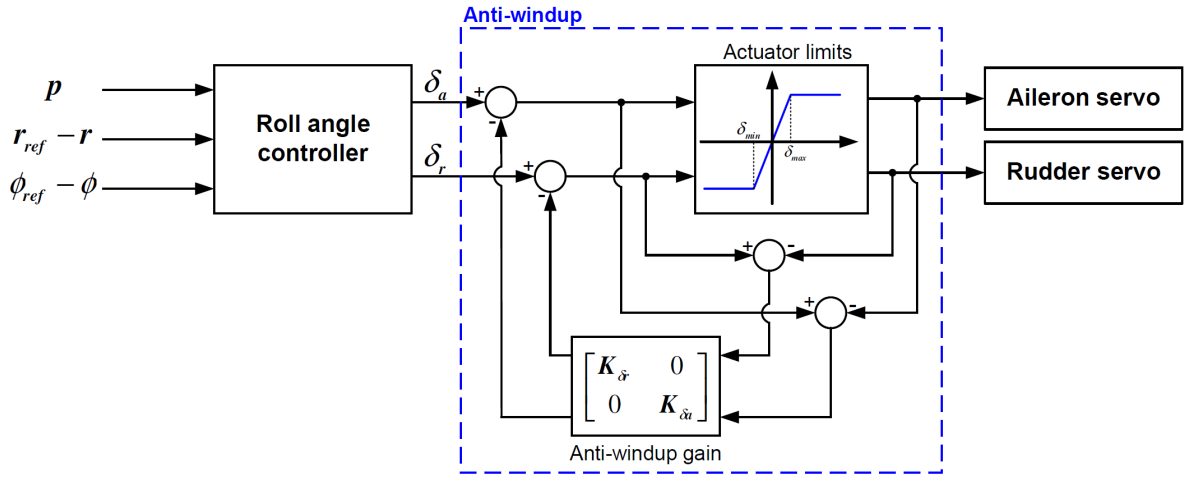 Anti-windup
Actuator limits
p
r_ref − r
ϕ_ref − ϕ
Roll angle
controller
δ_a
δ_r
+
-
+
-
δ_min
δ_max
Aileron servo
Rudder servo
+
-
+
-
K_δr 0
0 K_δa
Anti-windup gain